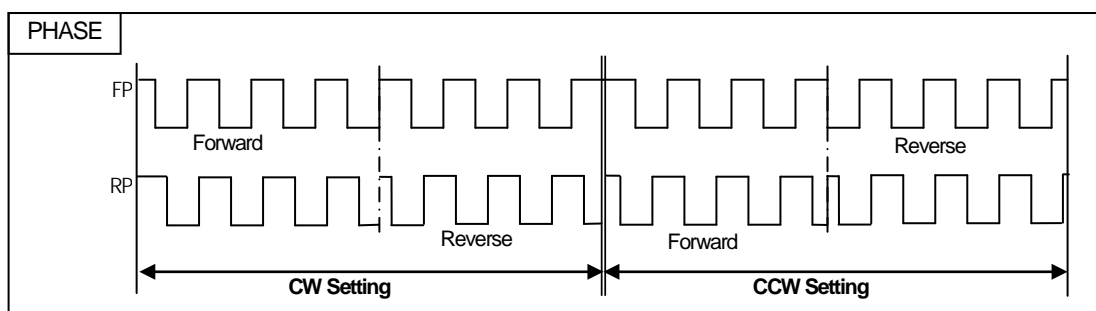 PHASE
FP
Forward
Reverse
RP
Reverse
Forward
CW Setting
CCW Setting